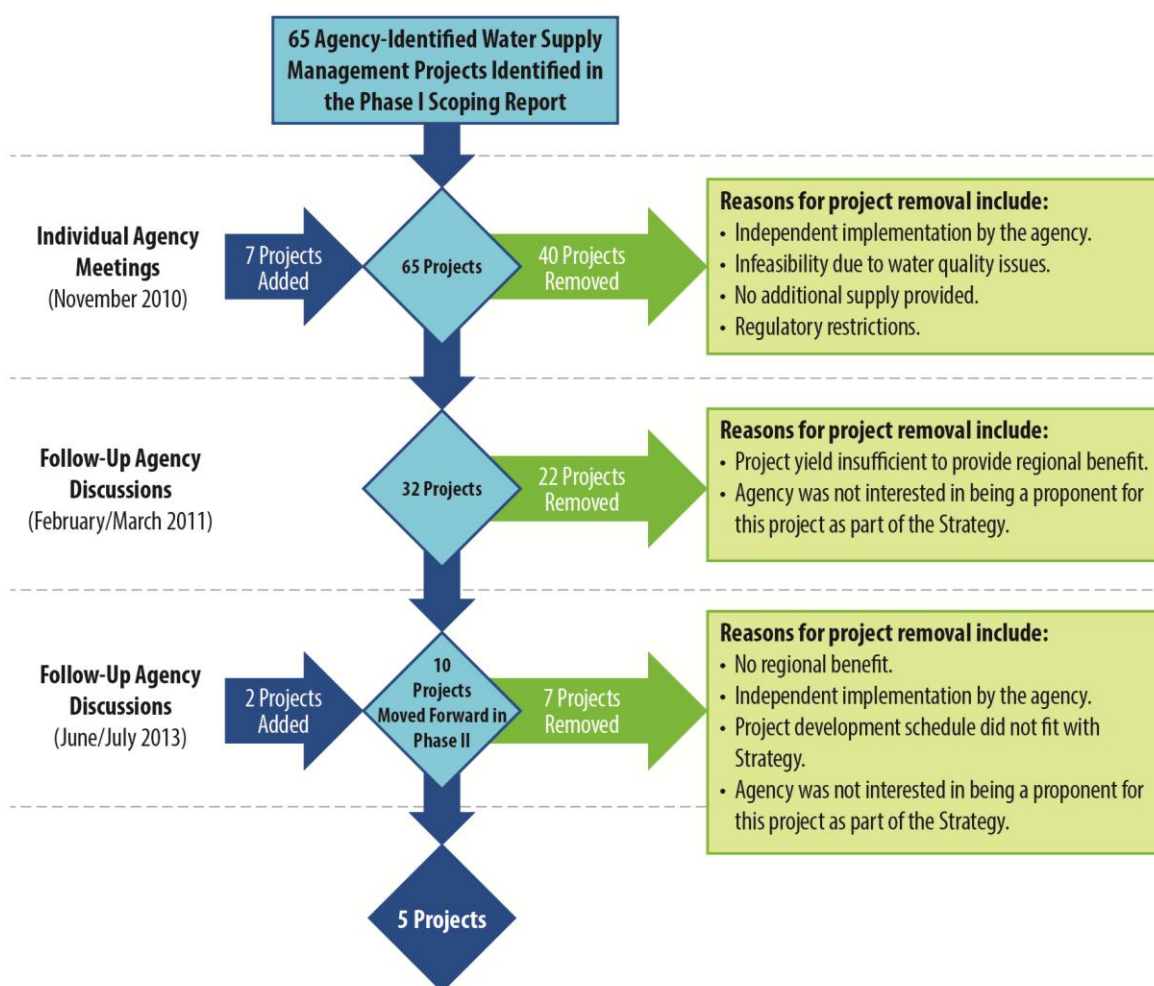 65 Agency-Identified Water Supply
Management Projects Identified in
the Phase I Scoping Report
Individual Agency
Meetings
(November 2010)
7 Projects
Added
65 Projects
40 Projects
Removed
Reasons for project removal include:
• Independent implementation by the agency.
• Infeasibility due to water quality issues.
• No additional supply provided.
• Regulatory restrictions.
Follow-Up Agency
Discussions
(February/March 2011)
32 Projects
22 Projects
Removed
Reasons for project removal include:
• Project yield insufficient to provide regional benefit.
• Agency was not interested in being a proponent for
this project as part of the Strategy.
Follow-Up Agency
Discussions
(June/July 2013)
2 Projects
Added
10
Projects
Moved Forward in
Phase II
7 Projects
Removed
Reasons for project removal include:
• No regional benefit.
• Independent implementation by the agency.
• Project development schedule did not fit with
Strategy.
• Agency was not interested in being a proponent for
this project as part of the Strategy.
5 Projects